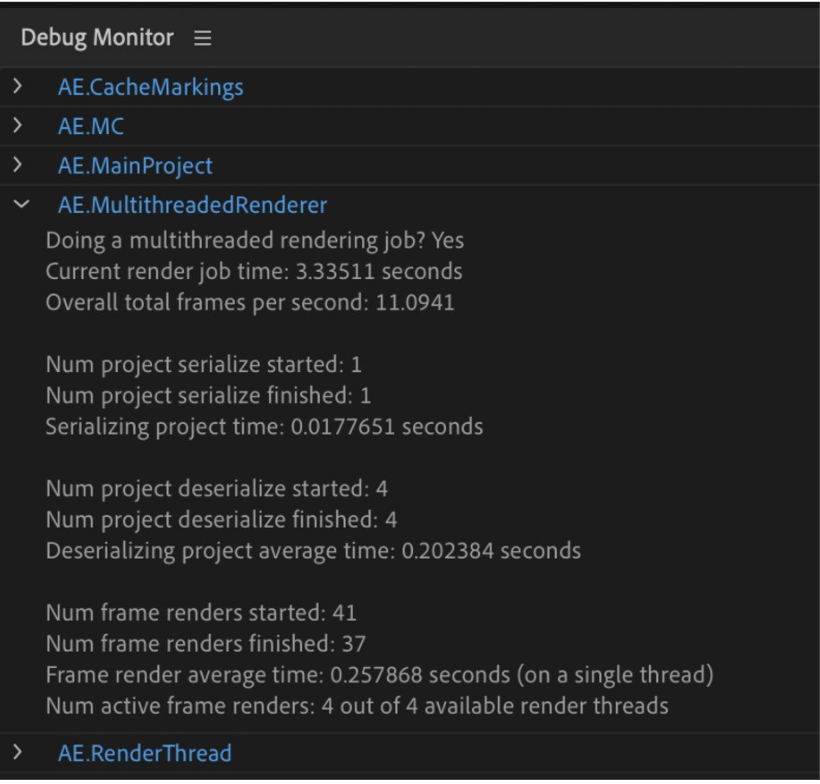 Debug Monitor
AE.CacheMarkings
AE.MC
AE.MainProject
AE.MultithreadedRenderer
Doing a multithreaded rendering job? Yes
Current render job time: 3.33511 seconds
Overall total frames per second: 11.0941
Num project serialize started: 1
Num project serialize finished: 1
Serializing project time: 0.0177651 seconds
Num project deserialize started: 4
Num project deserialize finished: 4
Deserializing project average time: 0.202384 seconds
Num frame renders started: 41
Num frame renders finished: 37
Frame render average time: 0.257868 seconds (on a single thread)
Num active frame renders: 4 out of 4 available render threads
AE.RenderThread